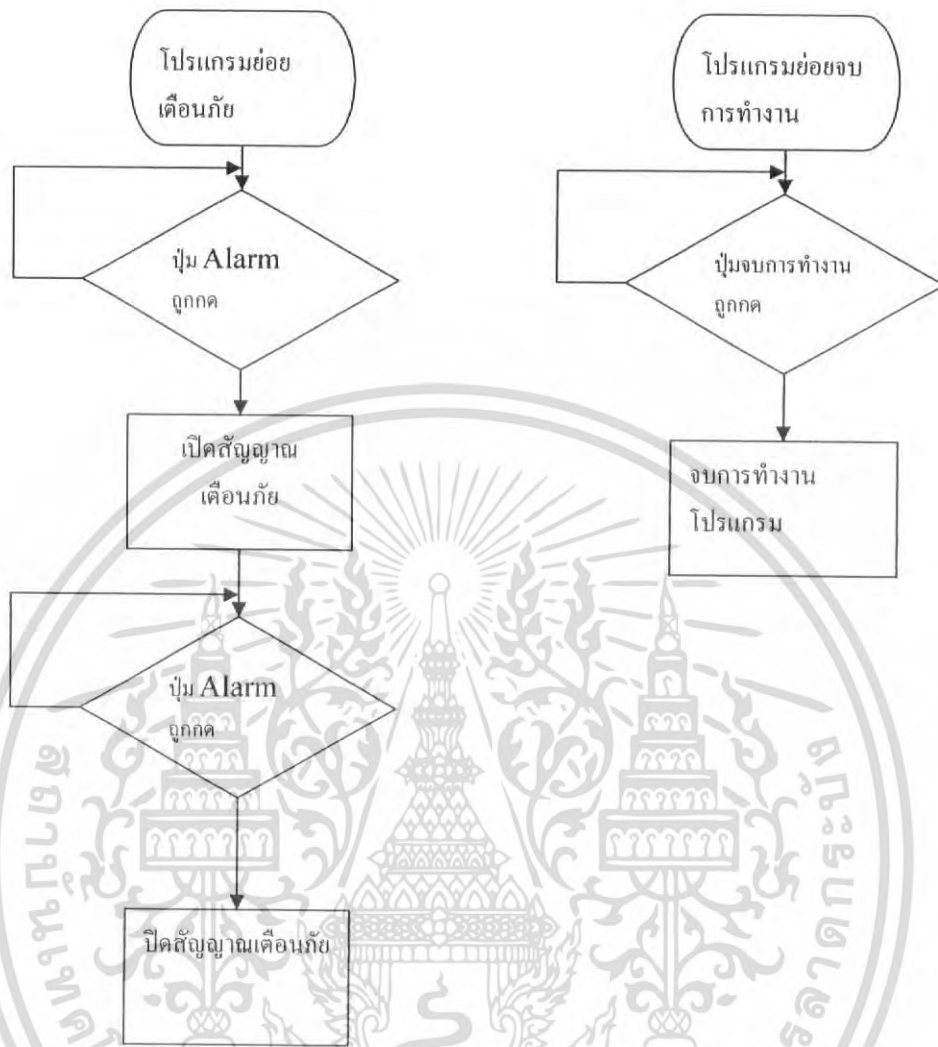 โปรแกรมย่อย
เตือนภัย
ปุ่ม Alarm
ถูกกด
เปิดสัญญาณ
เตือนภัย
ปุ่ม Alarm
ถูกกด
ปิดสัญญาณเตือนภัย
โปรแกรมย่อยจบ
การทำงาน
ปุ่มจบการทำงาน
ถูกกด
จบการทำงาน
โปรแกรม